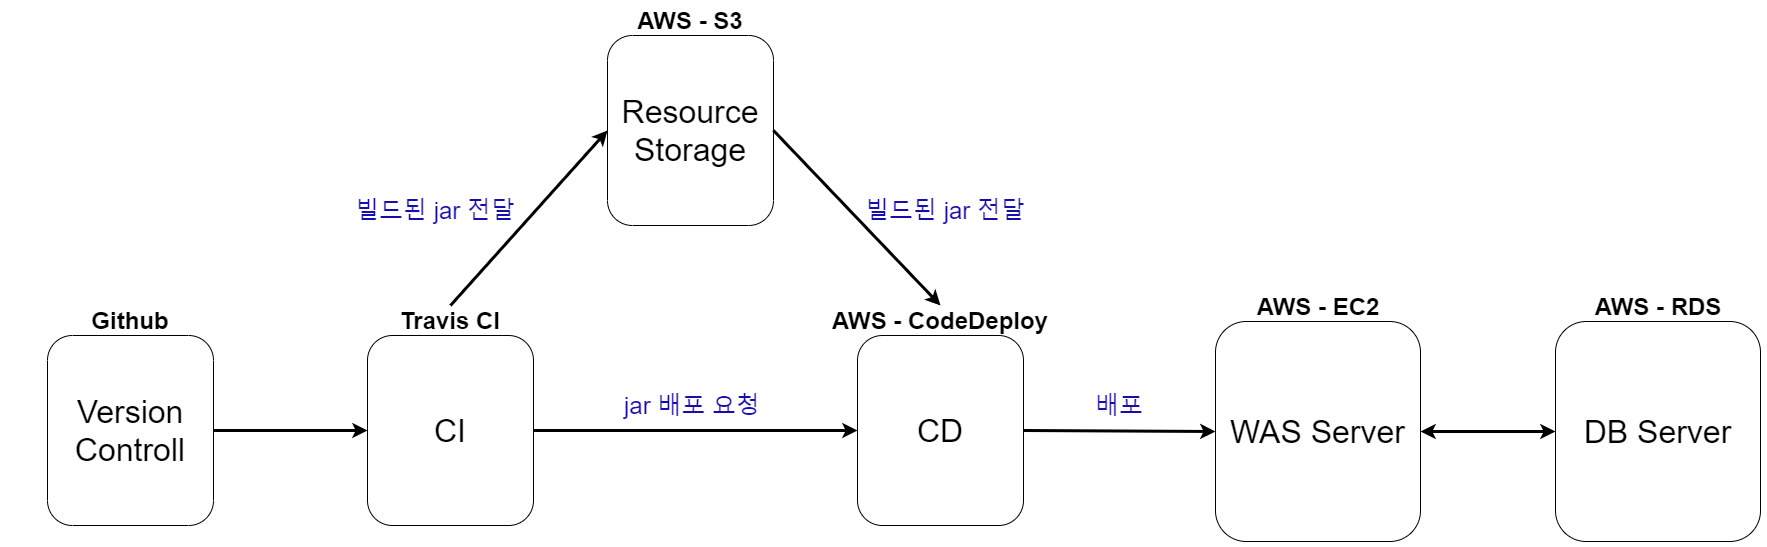 AWS - S3
Resource
Storage
빌드된 jar 전달
빌드된 jar 전달
Github
Version
Controll
Travis CI
CI
jar 배포 요청
AWS - CodeDeploy
CD
배포
AWS - EC2
WAS Server
AWS - RDS
DB Server